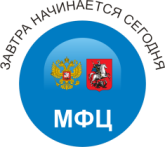 ЗАВТРА НАЧИНАЕТСЯ СЕГОДНЯ
МФЦ